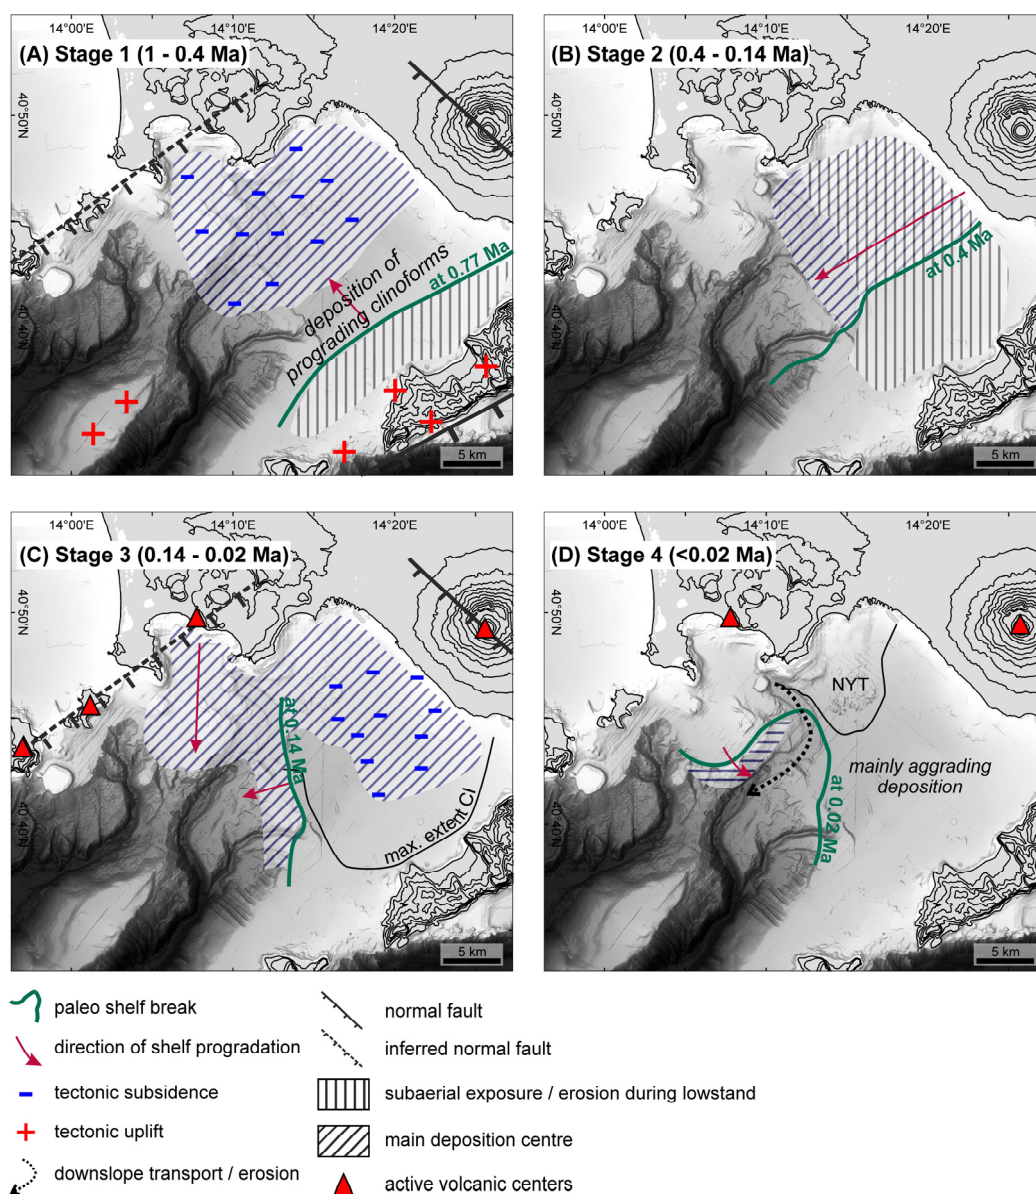 14°00'E 14°10'E 14°20'E
(A) Stage 1 (1 - 0.4 Ma)
40°50'N
40°40'N
deposition of
prograding clinoforms
at 0.77 Ma
5 km
14°00'E 14°10'E 14°20'E
(B) Stage 2 (0.4 - 0.14 Ma)
40°50'N
40°40'N
at 0.4 Ma
5 km
14°00'E 14°10'E 14°20'E
(C) Stage 3 (0.14 - 0.02 Ma)
40°50'N
40°40'N
at 0.14 Ma
max. extent CI
5 km
14°00'E 14°10'E 14°20'E
(D) Stage 4 (<0.02 Ma)
40°50'N
40°40'N
NYT
mainly aggrading
deposition
at 0.02 Ma
5 km
paleo shelf break
direction of shelf progradation
tectonic subsidence
tectonic uplift
downslope transport / erosion
normal fault
inferred normal fault
subaerial exposure / erosion during lowstand
main deposition centre
active volcanic centers